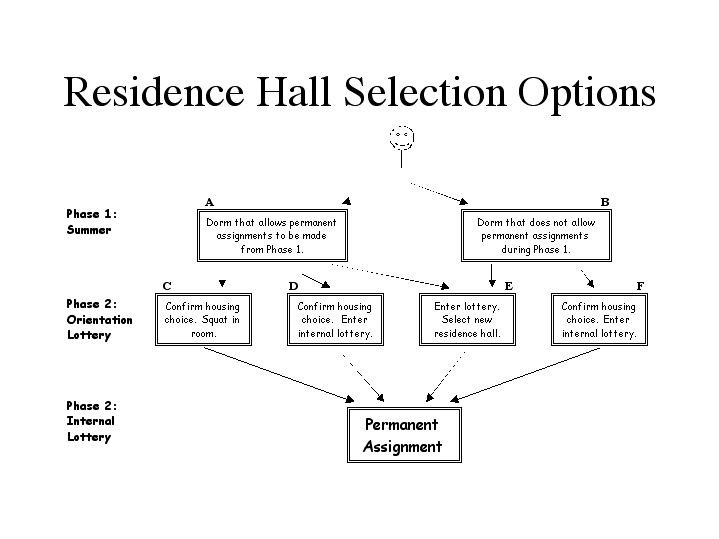 Residence Hall Selection Options
A
B
Phase 1:
Summer
Dorm that allows permanent
assignments to be made
from Phase 1.
Dorm that does not allow
permanent assignments
during Phase 1.
C
D
E
F
Phase 2:
Orientation
Lottery
Confirm housing
choice. Squat in
room.
Confirm housing
choice. Enter
internal lottery.
Enter lottery.
Select new
residence hall.
Confirm housing
choice. Enter
internal lottery.
Phase 2:
Internal
Lottery
Permanent
Assignment